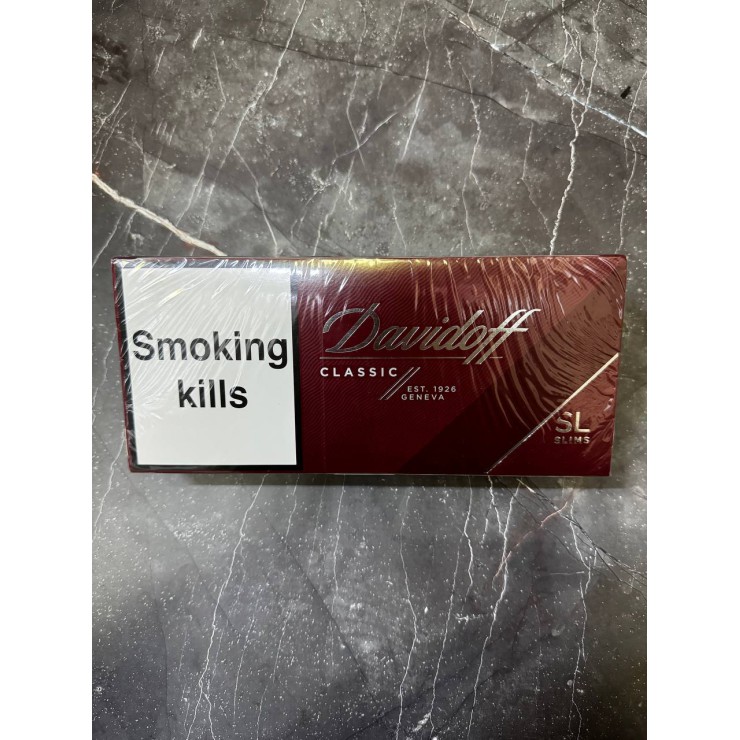 Smoking
kills
Davidoff
CLASSIC
EST. 1926
GENEVA
SL
SLIMS